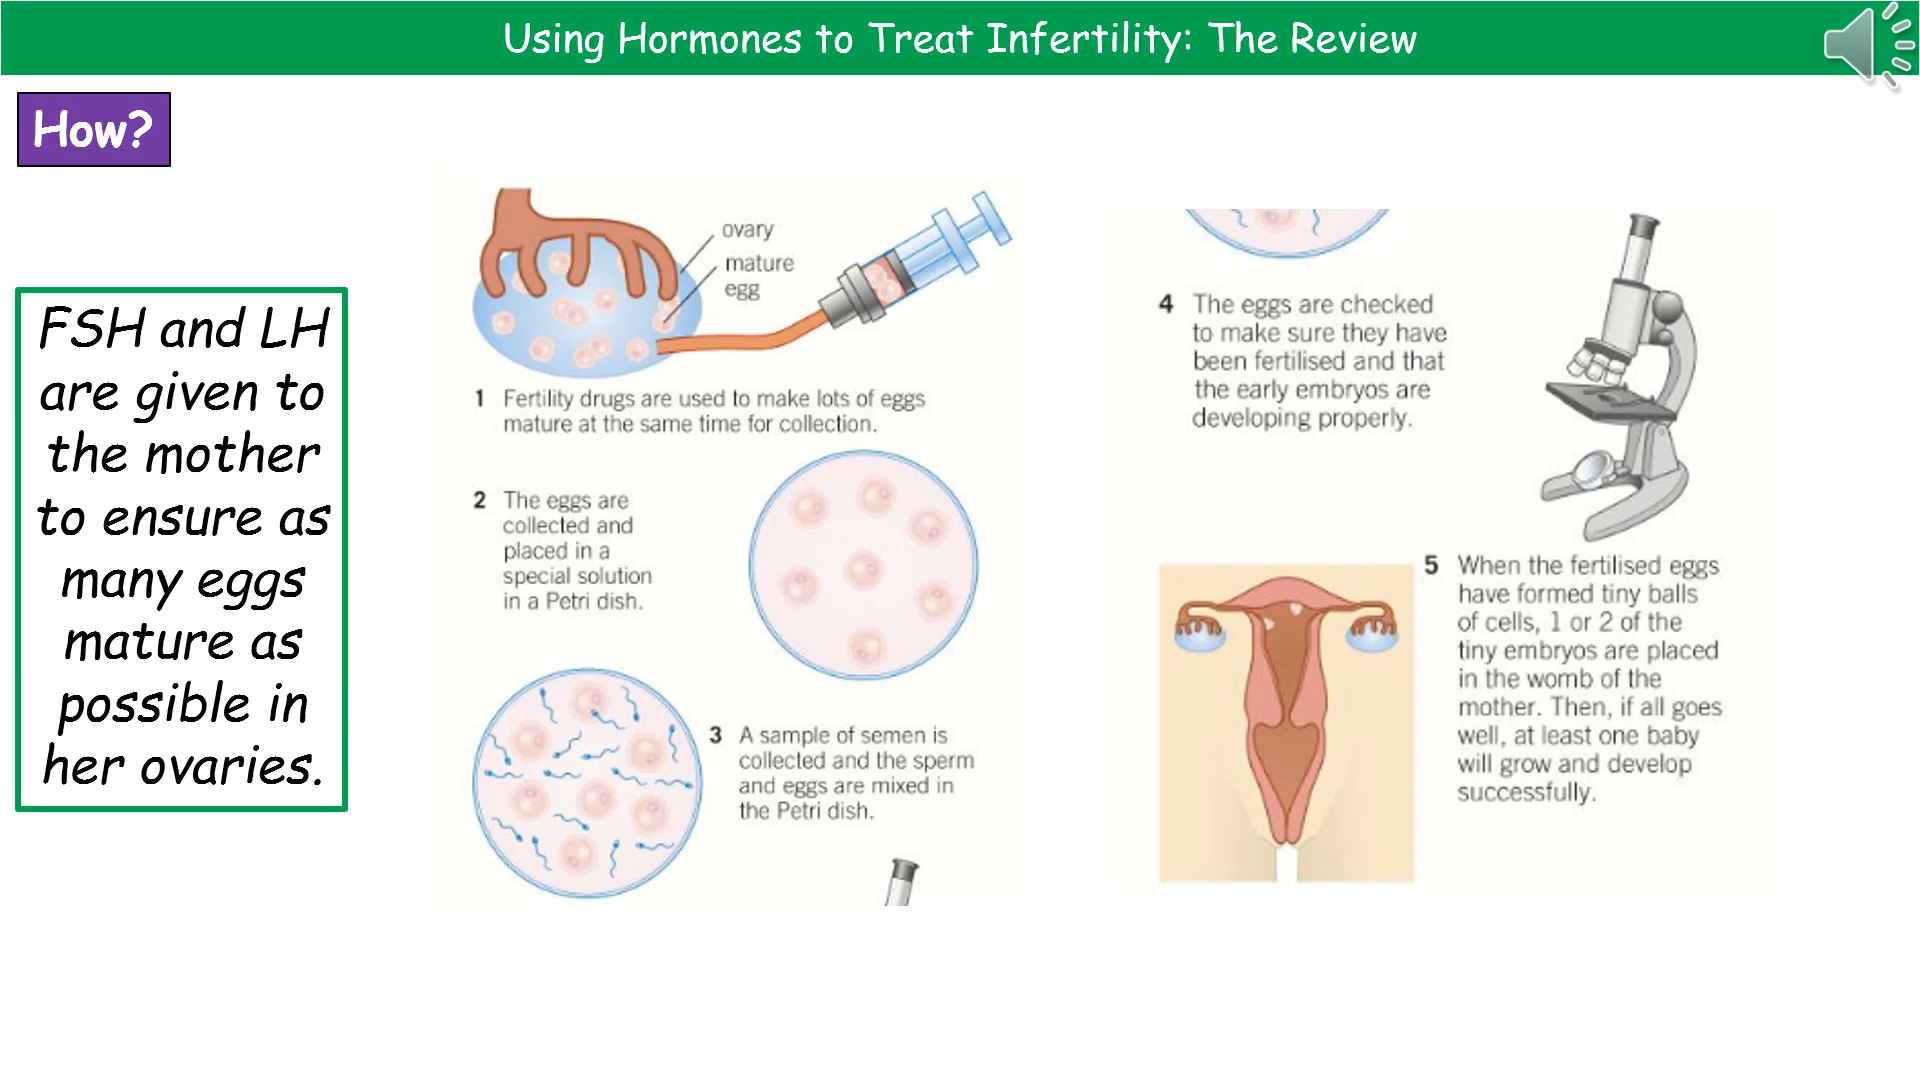 Using Hormones to Treat Infertility: The Review
How?
FSH and LH
are given to
the mother
to ensure as
many eggs
mature as
possible in
her ovaries.
ovary
mature
egg
1 Fertility drugs are used to make lots of eggs
mature at the same time for collection.
2 The eggs are
collected and
placed in a
special solution
in a Petri dish.
3 A sample of semen is
collected and the sperm
and eggs are mixed in
the Petri dish.
4 The eggs are checked
to make sure they have
been fertilised and that
the early embryos are
developing properly.
5 When the fertilised eggs
have formed tiny balls
of cells, 1 or 2 of the
tiny embryos are placed
in the womb of the
mother. Then, if all goes
well, at least one baby
will grow and develop
successfully.